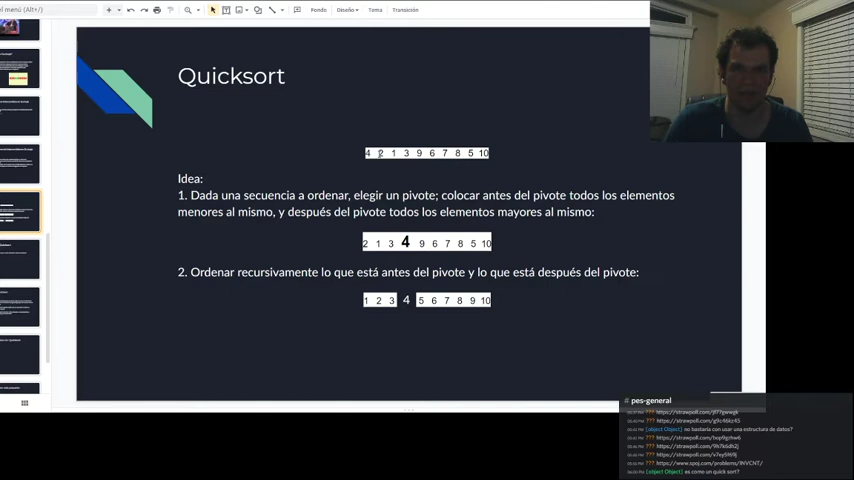 l menú (Alt+/)
Fondo
Diseño
Tema
Transición
Quicksort
4 2 1 3 9 6 7 8 5 10
Idea:
1. Dada una secuencia a ordenar, elegir un pivote; colocar antes del pivote todos los elementos
menores al mismo, y después del pivote todos los elementos mayores al mismo:
2 1 3 4 9 6 7 8 5 10
2. Ordenar recursivamente lo que está antes del pivote y lo que está después del pivote:
1 2 3 4 5 6 7 8 9 10
# pes-general
[object Object] no bastaría con usar una estructura de datos?
??? https://www.spoj.com/problems/INVCNT/
[object Object] es como un quick sort?